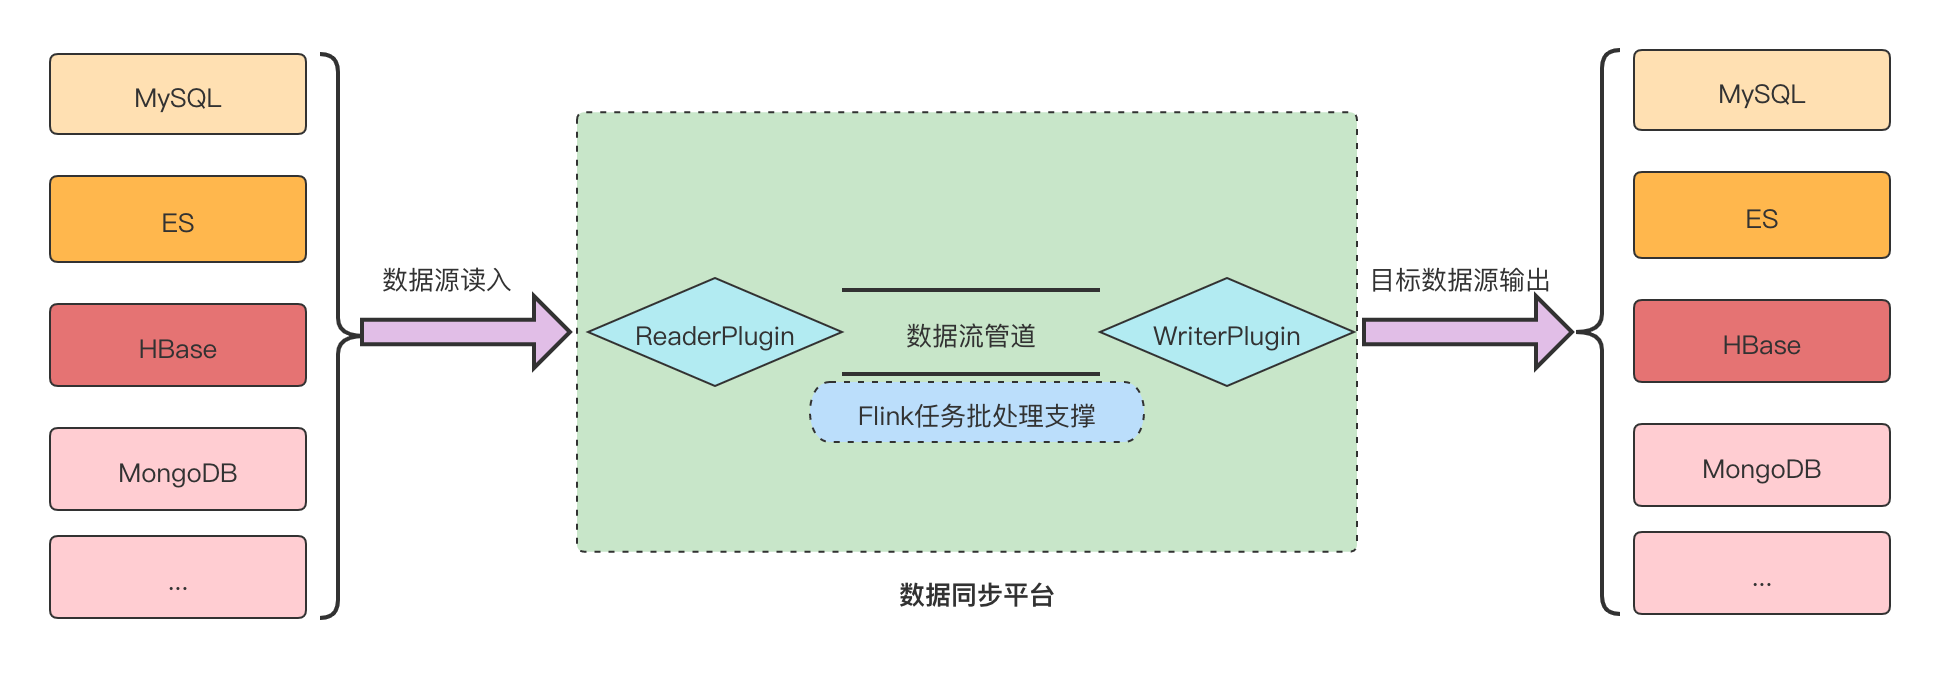 MySQL
ES
HBase
MongoDB
...
数据源读入
ReaderPlugin
数据流管道
WriterPlugin
Flink任务批处理支撑
数据同步平台
目标数据源输出
MySQL
ES
HBase
MongoDB
...